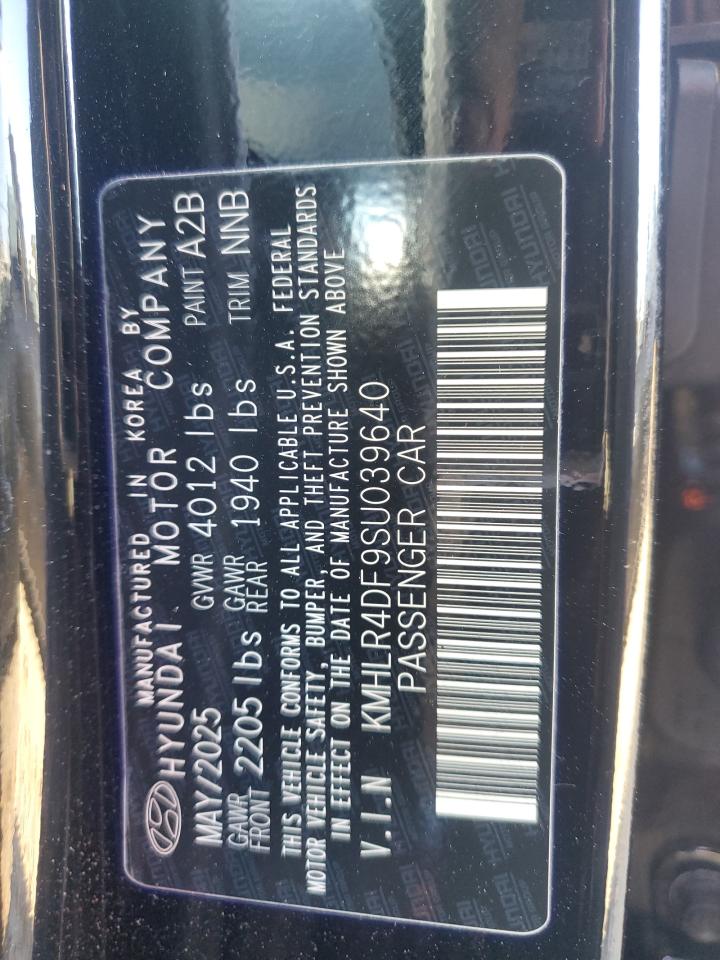 MANUFACTURED IN KOREA BY
HYUNDAI MOTOR COMPANY
MAY/2025 GVWR 4012 lbs PAINT A2B
GAWR FRONT 2205 lbs GAWR REAR 1940 lbs TRIM NNB
THIS VEHICLE CONFORMS TO ALL APPLICABLE U.S.A. FEDERAL
MOTOR VEHICLE SAFETY, BUMPER, AND THEFT PREVENTION STANDARDS
IN EFFECT ON THE DATE OF MANUFACTURE SHOWN ABOVE
V.I.N KMHLR4DF9SU039640
PASSENGER CAR